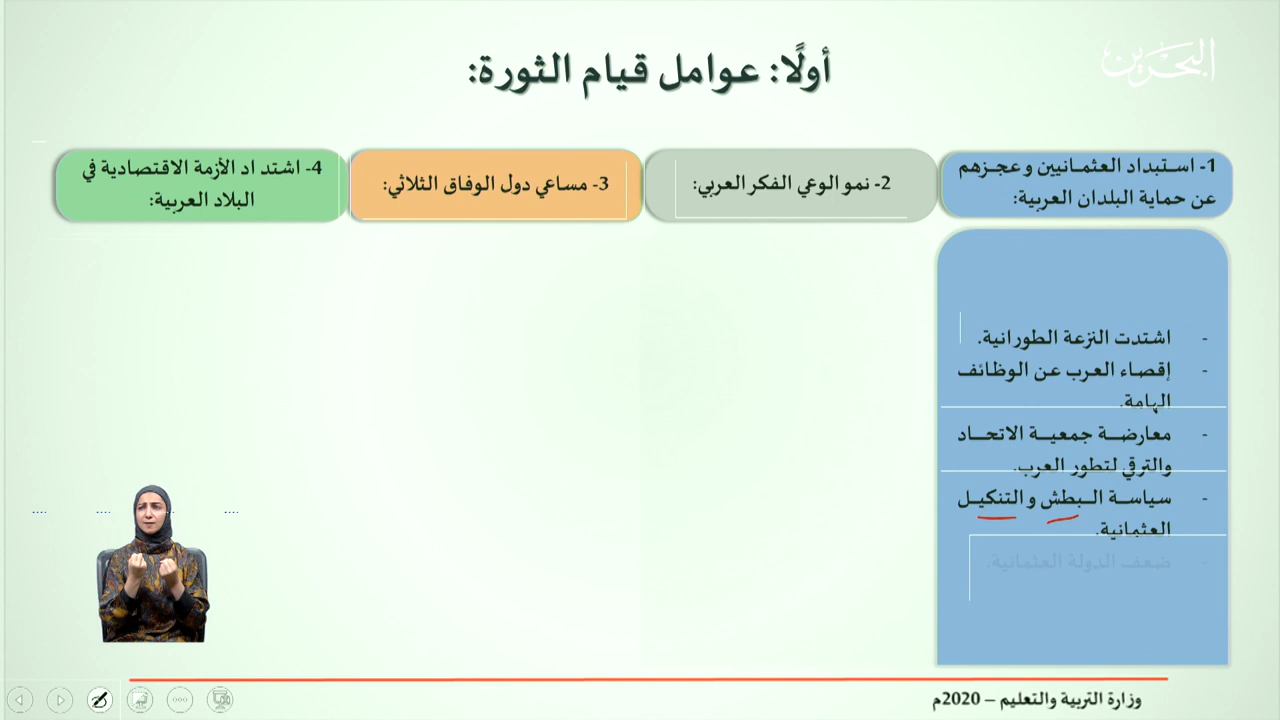 البحرين
أولًا: عوامل قيام الثورة:
1- استبداد العثمانيين وعجزهم
عن حماية البلدان العربية:
2- نمو الوعي الفكر العربي:
3- مساعي دول الوفاق الثلاثي:
4- اشتد اد الأزمة الاقتصادية في
البلاد العربية:
- اشتدت النزعة الطورانية.
- إقصاء العرب عن الوظائف
الهامة.
- معارضة جمعية الاتحاد
والترقي لتطور العرب.
- سياسة البطش والتنكيل
العثمانية.
- ضعف الدولة العثمانية.
وزارة التربية والتعليم – 2020م